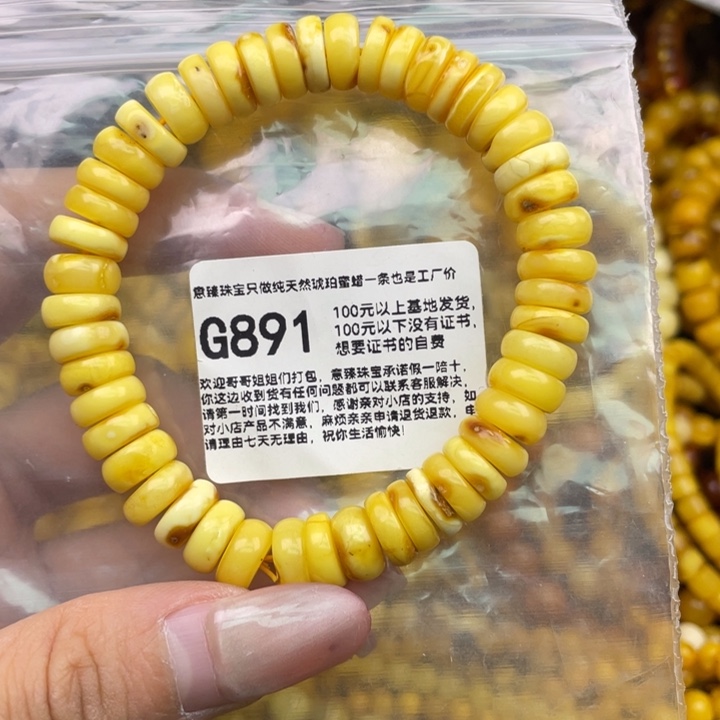 意臻珠宝只做纯天然琥珀蜜蜡一条也是工厂价
G891
100元以上基地发货,
100元以下没有证书,
想要证书的自费
欢迎哥哥姐姐们打包, 意臻珠宝承诺假一赔十,
你这边收到货有任何问题都可以联系客服解决,
请第一时间找到我们, 感谢亲对小店的支持, 如
对小店产品不满意, 麻烦亲亲申请退货退款, 申
请理由七天无理由, 祝你生活愉快!